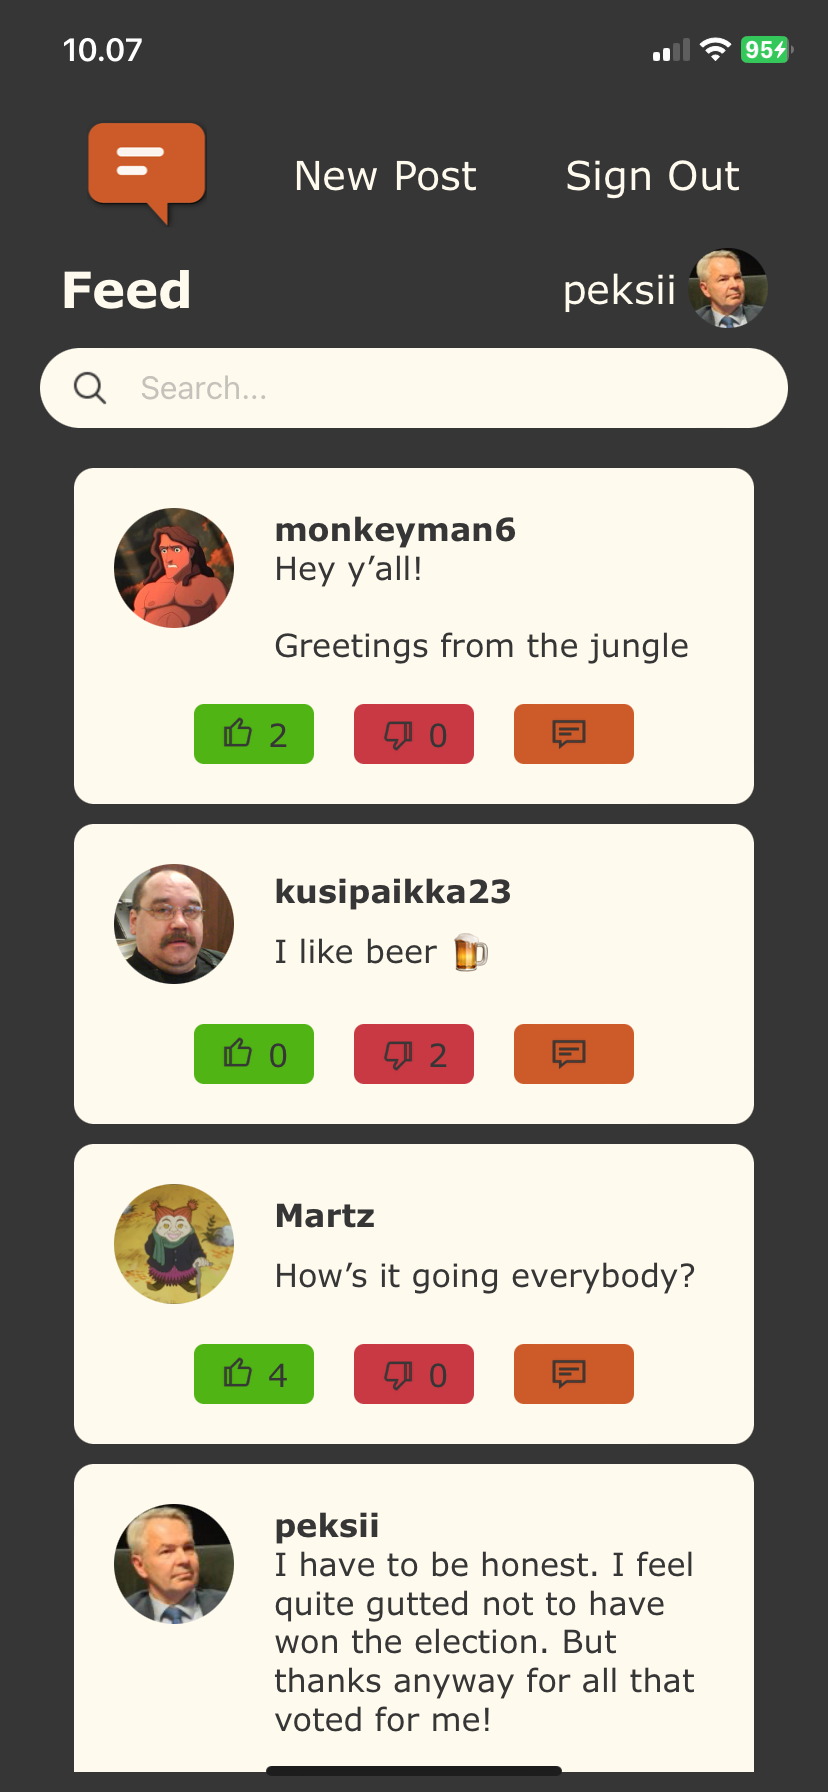 10.07
95
New Post
Sign Out
Feed
peksii
Search...
monkeyman6
Hey y’all!
Greetings from the jungle
2
0
kusipaikka23
I like beer 🍺
0
2
Martz
How’s it going everybody?
4
0
peksii
I have to be honest. I feel
quite gutted not to have
won the election. But
thanks anyway for all that
voted for me!